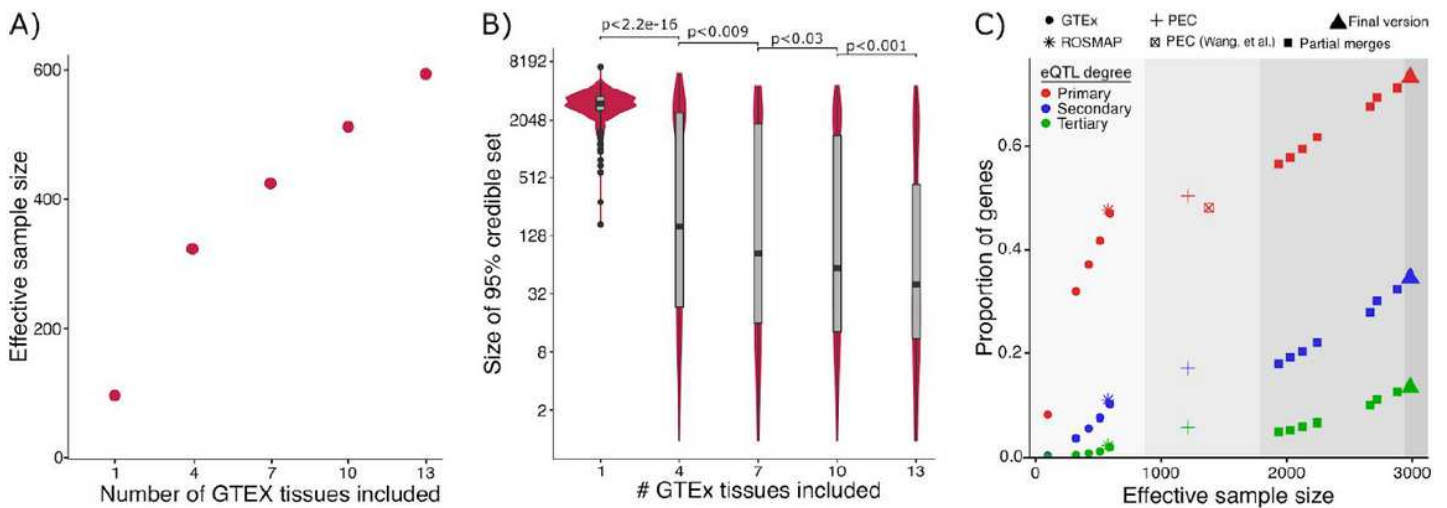 A)
Effective sample size
600
400
200
0
1 4 7 10 13
Number of GTEX tissues included
B)
p<2.2e-16
p<0.009
p<0.03
p<0.001
Size of 95% credible set
8192
2048
512
128
32
8
2
1 4 7 10 13
# GTEx tissues included
C)
GTEx PEC Final version
ROSMAP PEC (Wang. et al.) Partial merges
eQTL degree
Primary
Secondary
Tertiary
Proportion of genes
0.6
0.4
0.2
0.0
0 1000 2000 3000
Effective sample size